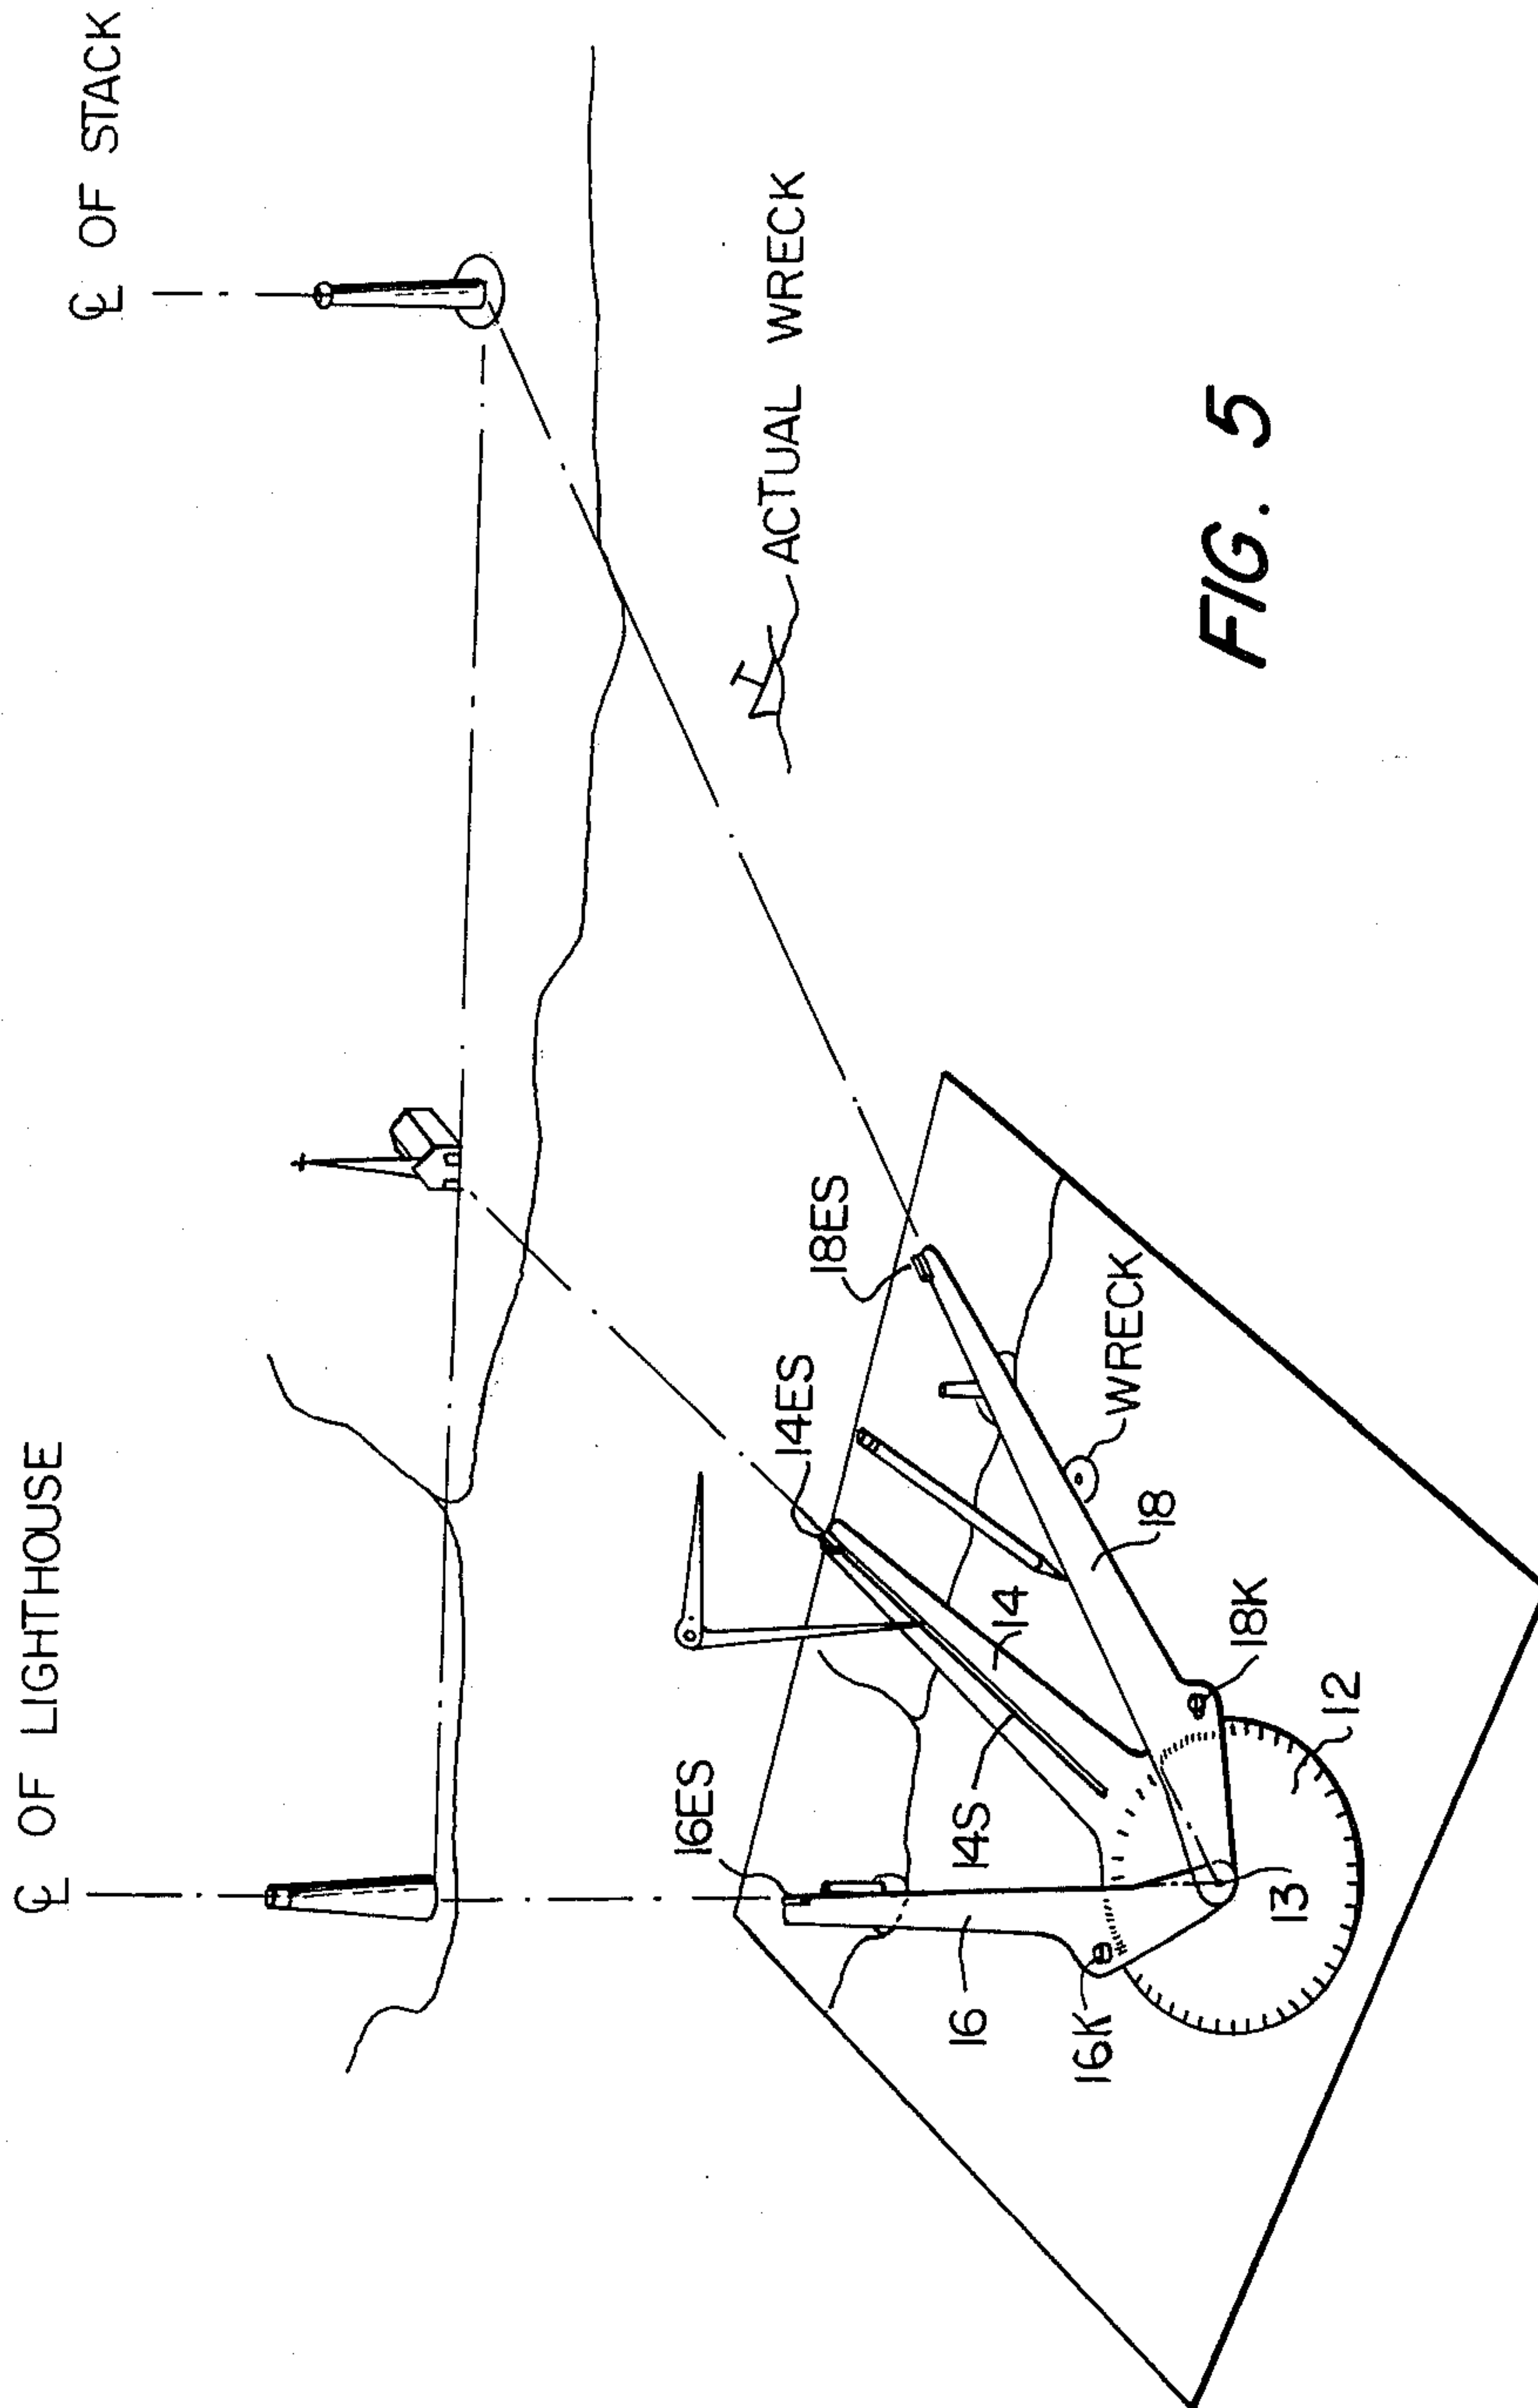 ℄ OF LIGHTHOUSE
℄ OF STACK
ACTUAL WRECK
16ES
14ES
18ES
14S
14
16
16K
18
WRECK
18K
13
12
FIG. 5